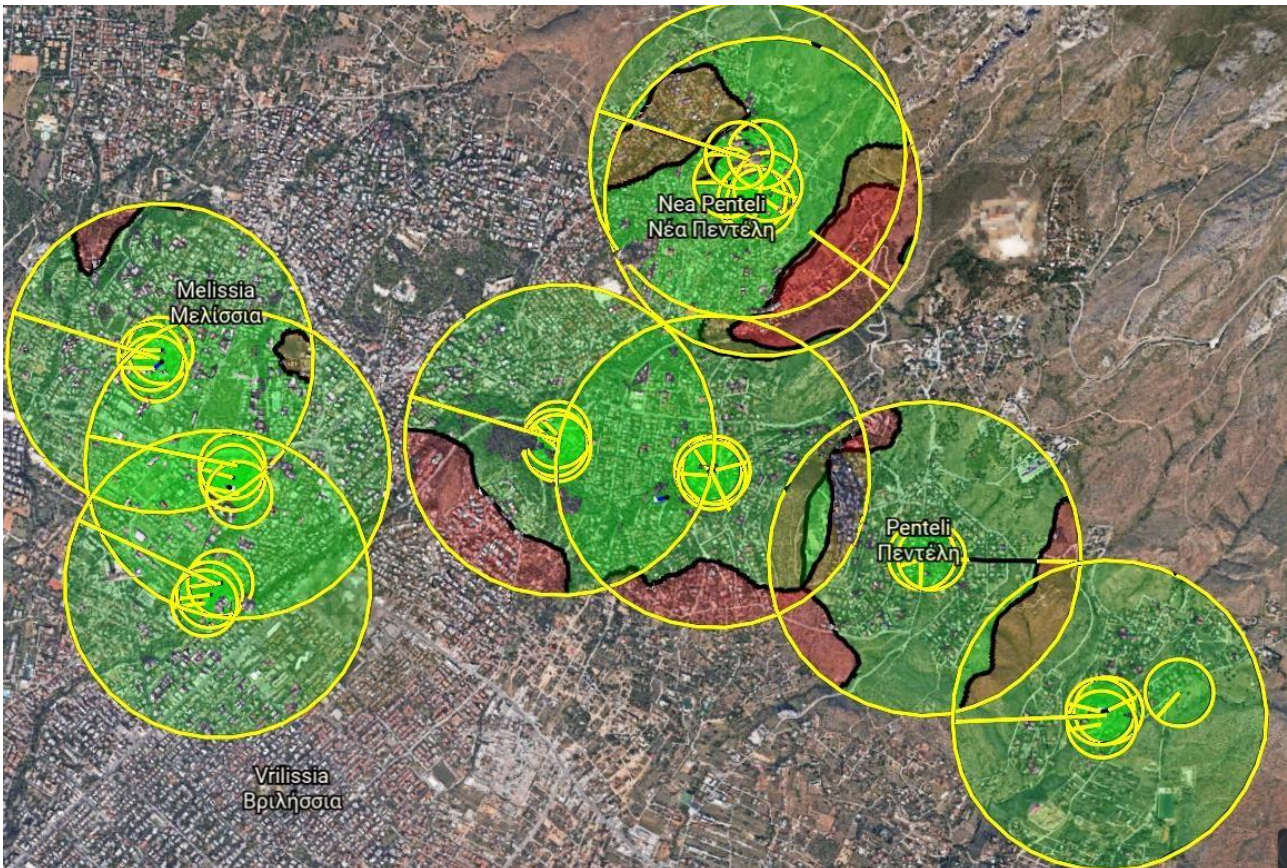 Nea Penteli
Νέα Πεντέλη
Melissia
Μελίσσια
Penteli
Πεντέλη
Vrilissia
Βριλήσσια